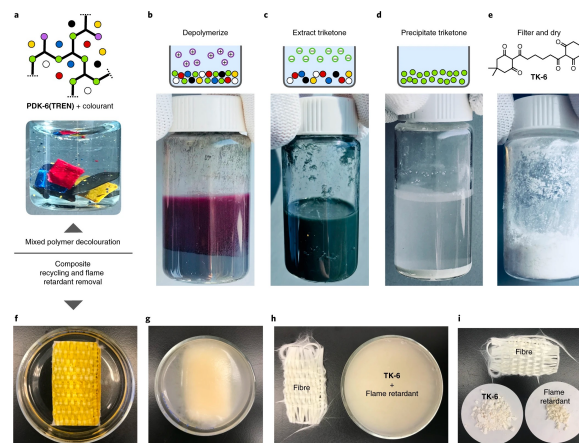 a
b
c
d
e
Depolymerize
Extract triketone
Precipitate triketone
Filter and dry
O
O
O
O
O
TK-6
PDK-6(TREN) + colourant
Mixed polymer decolouration
Composite
recycling and flame
retardant removal
f
g
h
i
Fibre
TK-6
+
Flame retardant
Fibre
TK-6
Flame
retardant